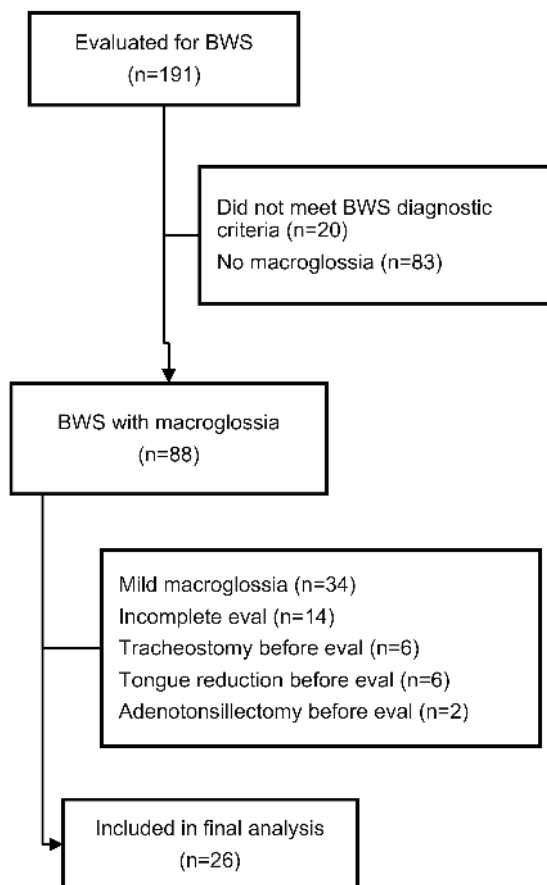 Evaluated for BWS
(n=191)
Did not meet BWS diagnostic
criteria (n=20)
No macroglossia (n=83)
BWS with macroglossia
(n=88)
Mild macroglossia (n=34)
Incomplete eval (n=14)
Tracheostomy before eval (n=6)
Tongue reduction before eval (n=6)
Adenotonsillectomy before eval (n=2)
Included in final analysis
(n=26)